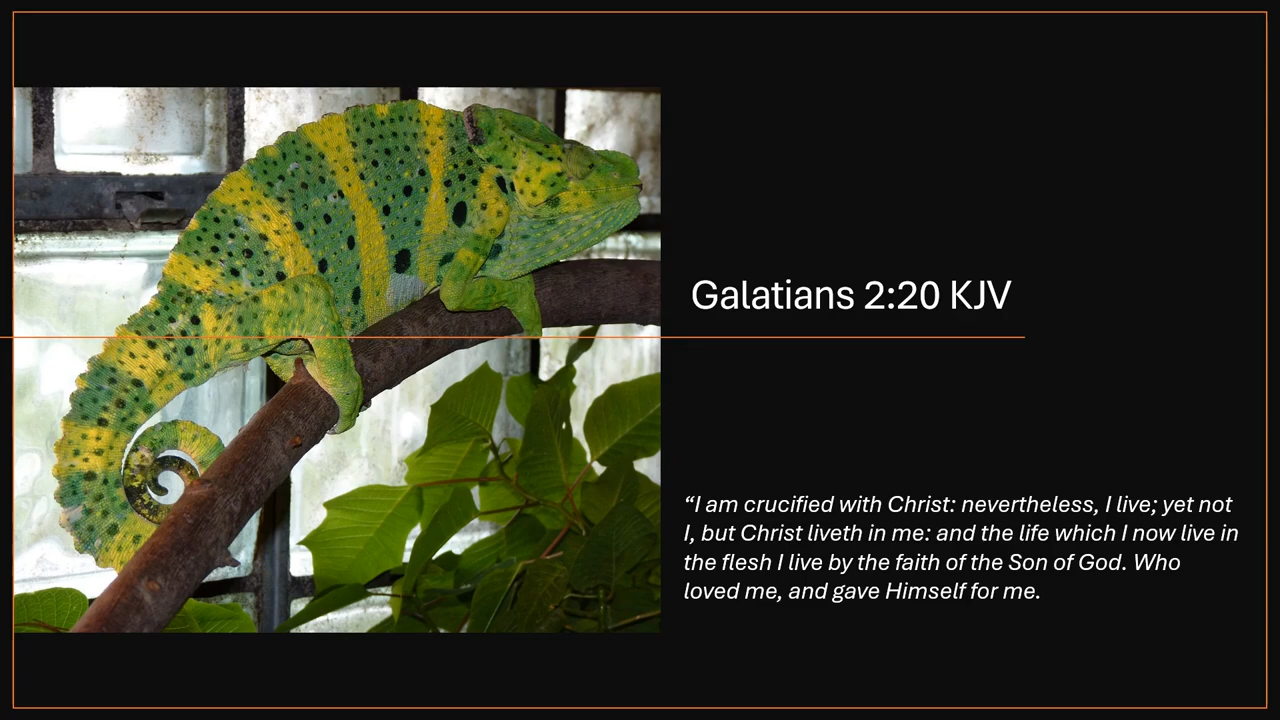 Galatians 2:20 KJV
“I am crucified with Christ: nevertheless, I live; yet not
I, but Christ liveth in me: and the life which I now live in
the flesh I live by the faith of the Son of God. Who
loved me, and gave Himself for me.